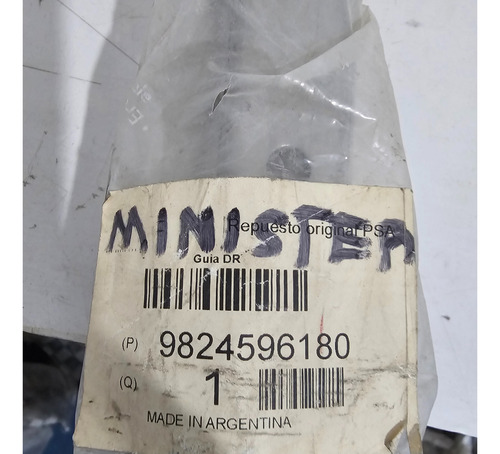 Repuesto original PSA
MINISTER
Guia DR
(P) 9824596180
(Q) 1
MADE IN ARGENTINA